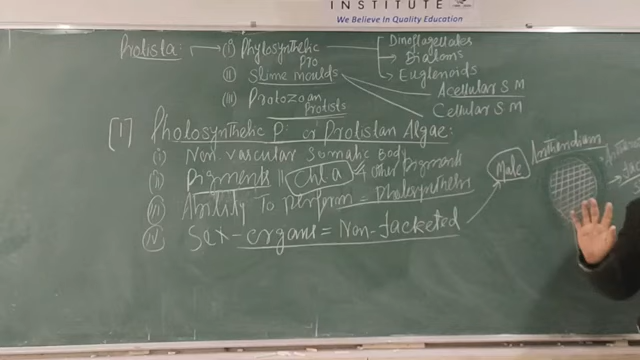 INSTITUTE
We Believe In Quality Education
Protista: → (i) Phylosynthetic Pro
Dinoflagellates
→ Diatoms
→ Euglenoids
(ii) Slime moulds
Acellular S M
Cellular S M
(iii) Protozoan Protists
[1] Photosynthetic P. or Protistan Algae:
(i) Non. vascular Somatic Body
(ii) Pigments Chl a other Pigments
(iii) Ability To perform = Photosynthesis
(iv) Sex-organs = Non-Jacketed
Male
Antheridium